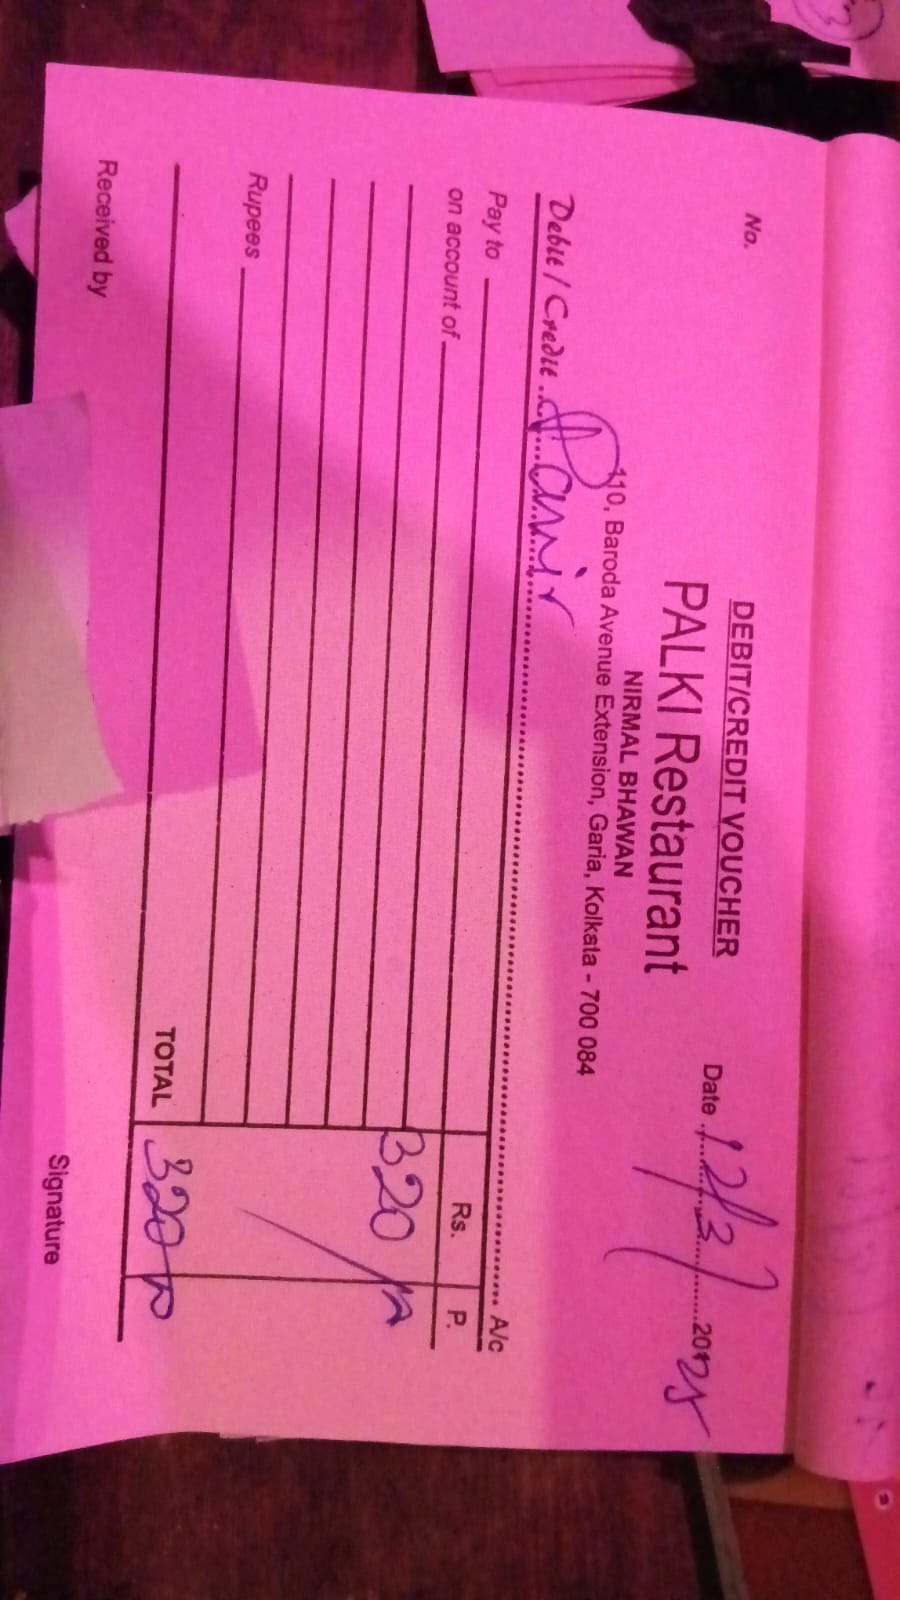 DEBIT/CREDIT VOUCHER
No.
PALKI Restaurant
Date 12/3/ 2025
NIRMAL BHAWAN
110, Baroda Avenue Extension, Garia, Kolkata - 700 084
Debit / Credit Panir A/c
Pay to
Rs. P.
on account of
320/-
Rupees
TOTAL 320
Received by
Signature